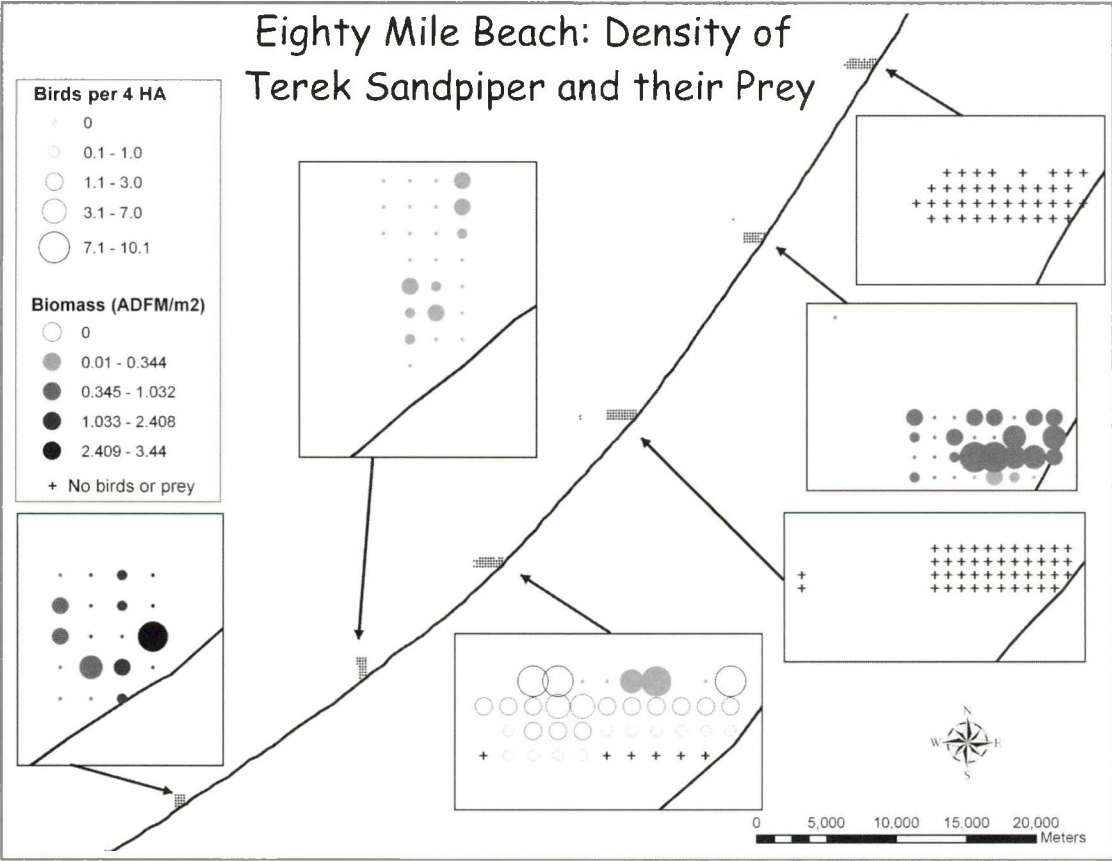 Eighty Mile Beach: Density of
Terek Sandpiper and their Prey
Birds per 4 HA
0
0.1 - 1.0
1.1 - 3.0
3.1 - 7.0
7.1 - 10.1
Biomass (ADFM/m2)
0
0.01 - 0.344
0.345 - 1.032
1.033 - 2.408
2.409 - 3.44
+ No birds or prey
N
W E
S
0 5,000 10,000 15,000 20,000
Meters